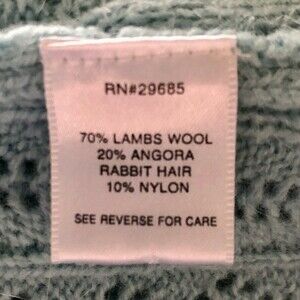 RN#29685
70% LAMBS WOOL
20% ANGORA
RABBIT HAIR
10% NYLON
SEE REVERSE FOR CARE